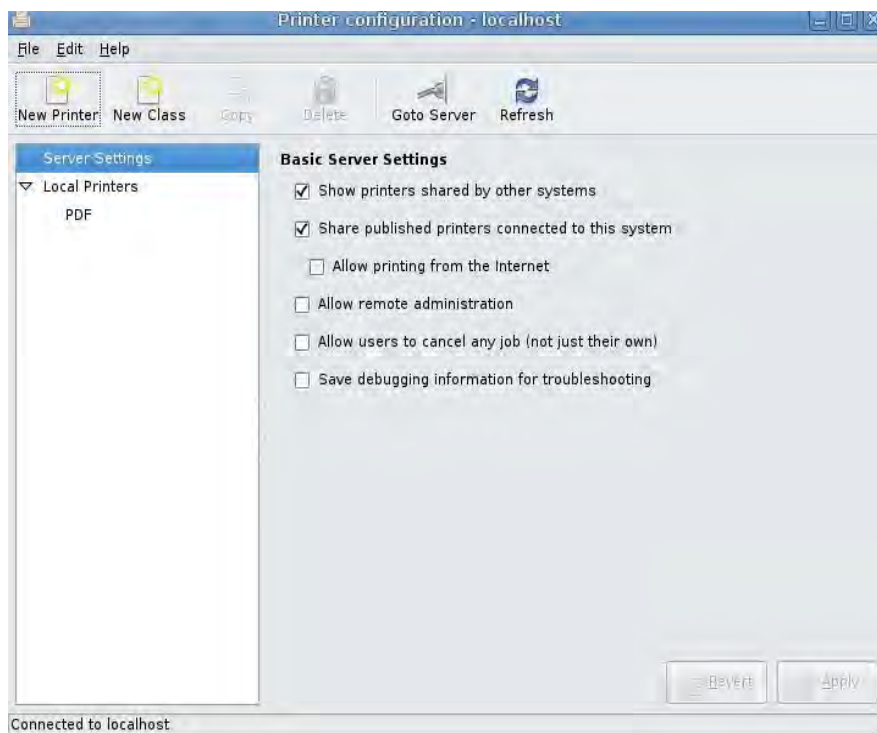 Printer configuration - localhost
File Edit Help
New Printer New Class Copy Delete Goto Server Refresh
Server Settings
Local Printers
PDF
Basic Server Settings
Show printers shared by other systems
Share published printers connected to this system
Allow printing from the Internet
Allow remote administration
Allow users to cancel any job (not just their own)
Save debugging information for troubleshooting
Revert Apply
Connected to localhost